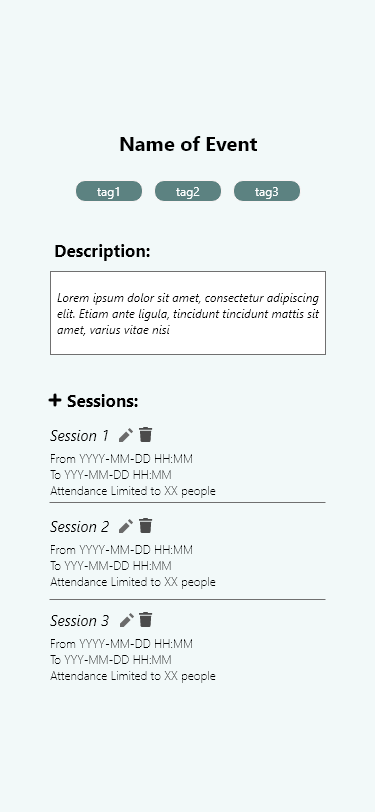 Name of Event
tag1 tag2 tag3
Description:
Lorem ipsum dolor sit amet, consectetur adipiscing
elit. Etiam ante ligula, tincidunt tincidunt mattis sit
amet, varius vitae nisi
Sessions:
Session 1
From YYYY-MM-DD HH:MM
To YYY-MM-DD HH:MM
Attendance Limited to XX people
Session 2
From YYYY-MM-DD HH:MM
To YYY-MM-DD HH:MM
Attendance Limited to XX people
Session 3
From YYYY-MM-DD HH:MM
To YYY-MM-DD HH:MM
Attendance Limited to XX people